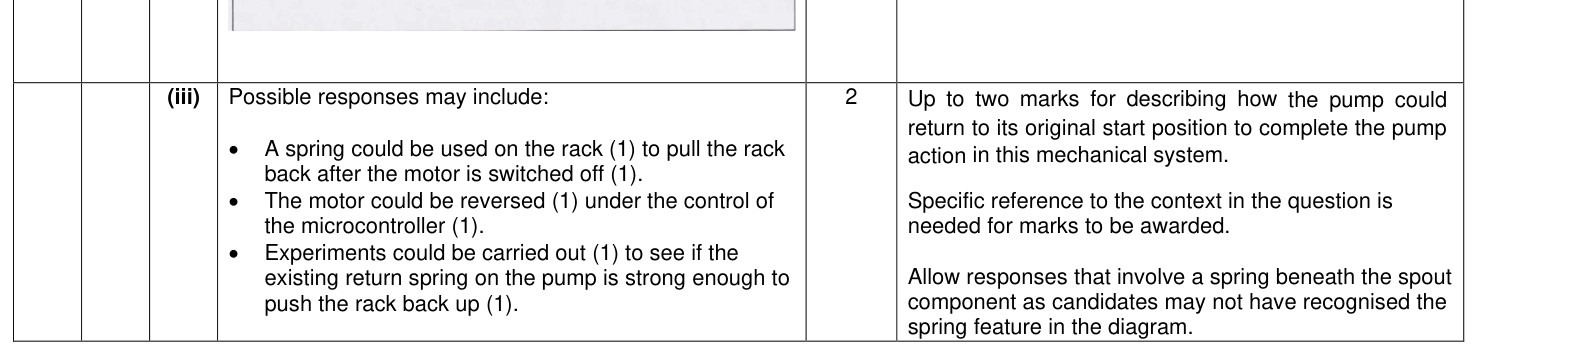 (iii)
Possible responses may include:
• A spring could be used on the rack (1) to pull the rack
back after the motor is switched off (1).
• The motor could be reversed (1) under the control of
the microcontroller (1).
• Experiments could be carried out (1) to see if the
existing return spring on the pump is strong enough to
push the rack back up (1).
2
Up to two marks for describing how the pump could
return to its original start position to complete the pump
action in this mechanical system.
Specific reference to the context in the question is
needed for marks to be awarded.
Allow responses that involve a spring beneath the spout
component as candidates may not have recognised the
spring feature in the diagram.